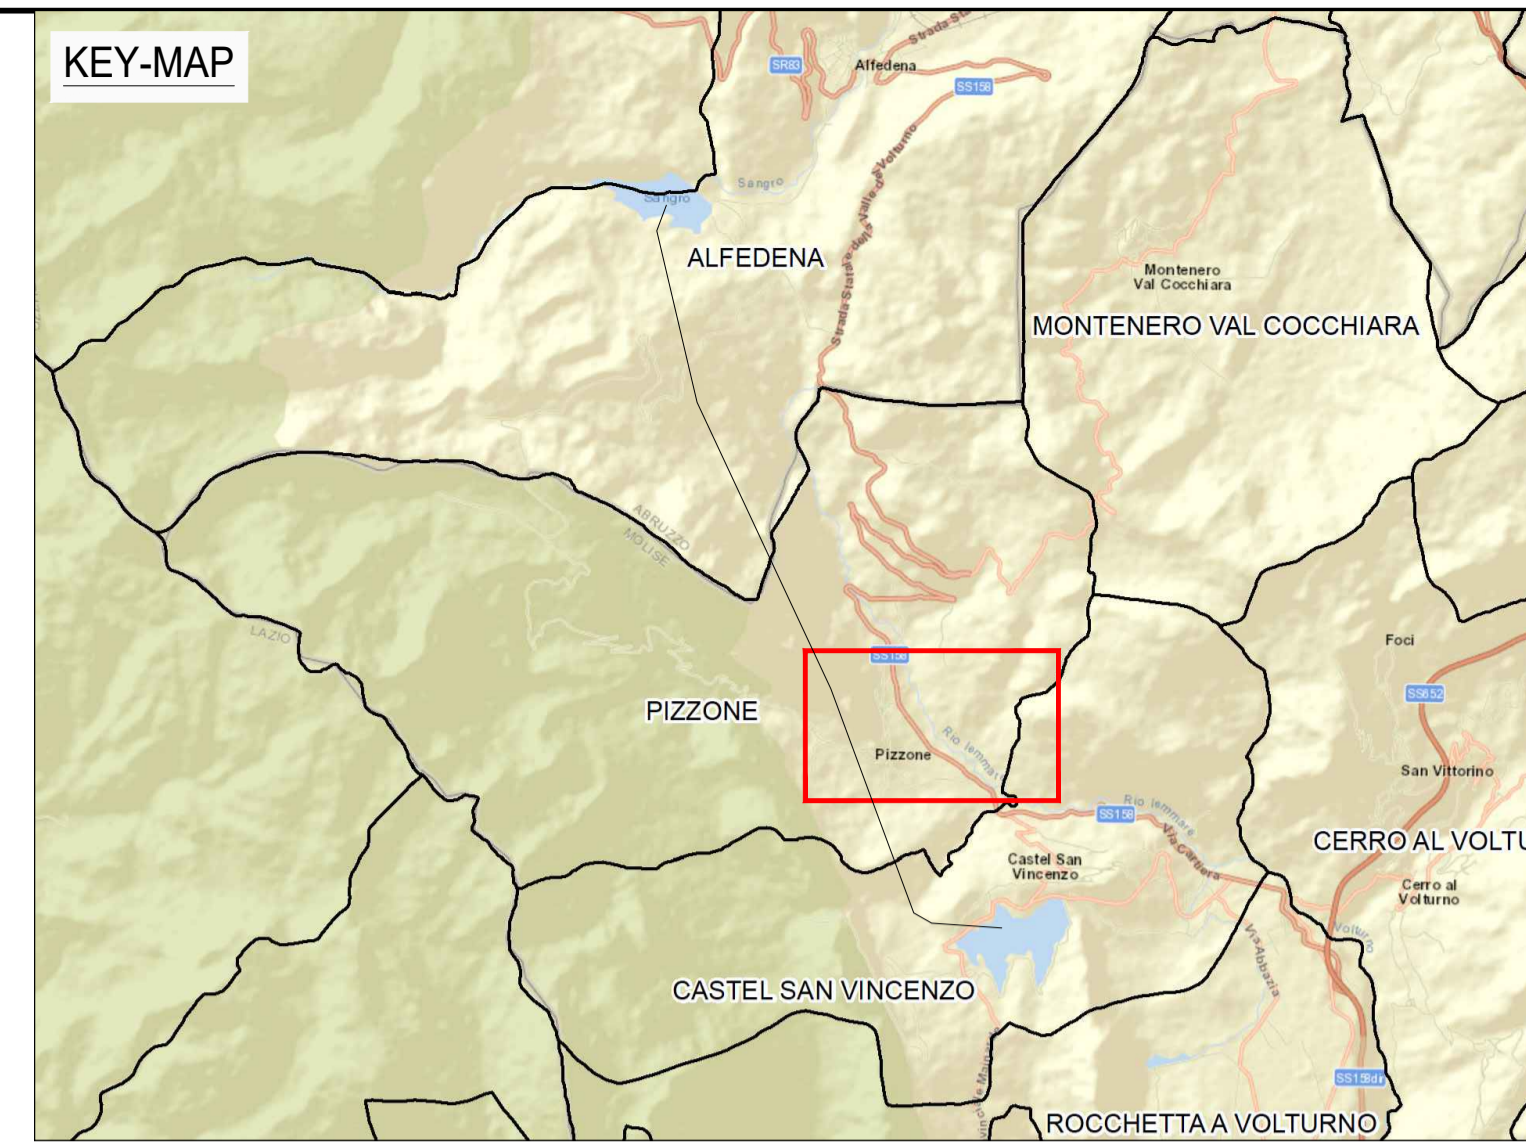 KEY-MAP
SR83
Alfedena
SS158
Sangro
Sangro
Strada Statale della Valle del Volturno
ALFEDENA
Montenero
Val Cocchiara
MONTENERO VAL COCCHIARA
ABRUZZO
MOLISE
LAZIO
Foci
SS158
SS652
PIZZONE
Pizzone
Rio Iemmare
San Vittorino
SS158
Rio Iemmare
Via Cartiera
CERRO AL VOLTU
Castel San
Vincenzo
Cerro al
Volturno
Volturno
Via Abbazia
CASTEL SAN VINCENZO
SS158dir
ROCCHETTA A VOLTURNO